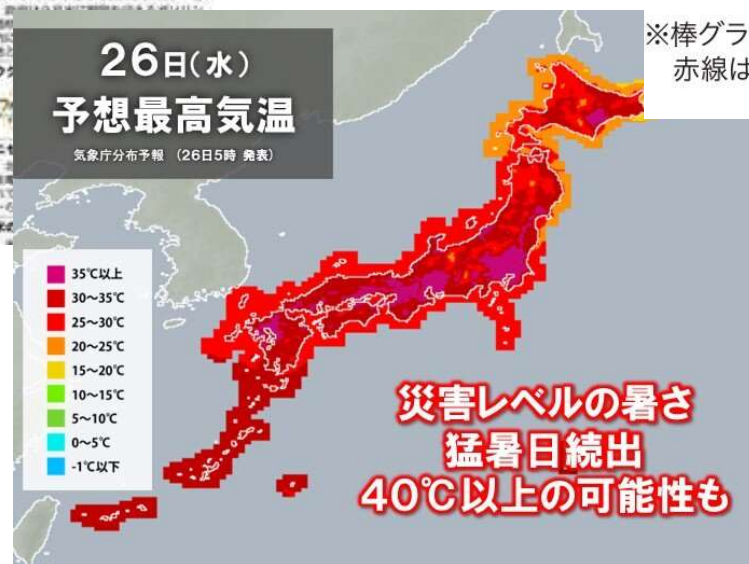 26日(水)
予想最高気温
気象庁分布予報 (26日5時 発表)
※棒グラ
赤線は
35℃以上
30〜35℃
25〜30℃
20〜25℃
15〜20℃
10〜15℃
5〜10℃
0〜5℃
-1℃以下
災害レベルの暑さ
猛暑日続出
40℃以上の可能性も